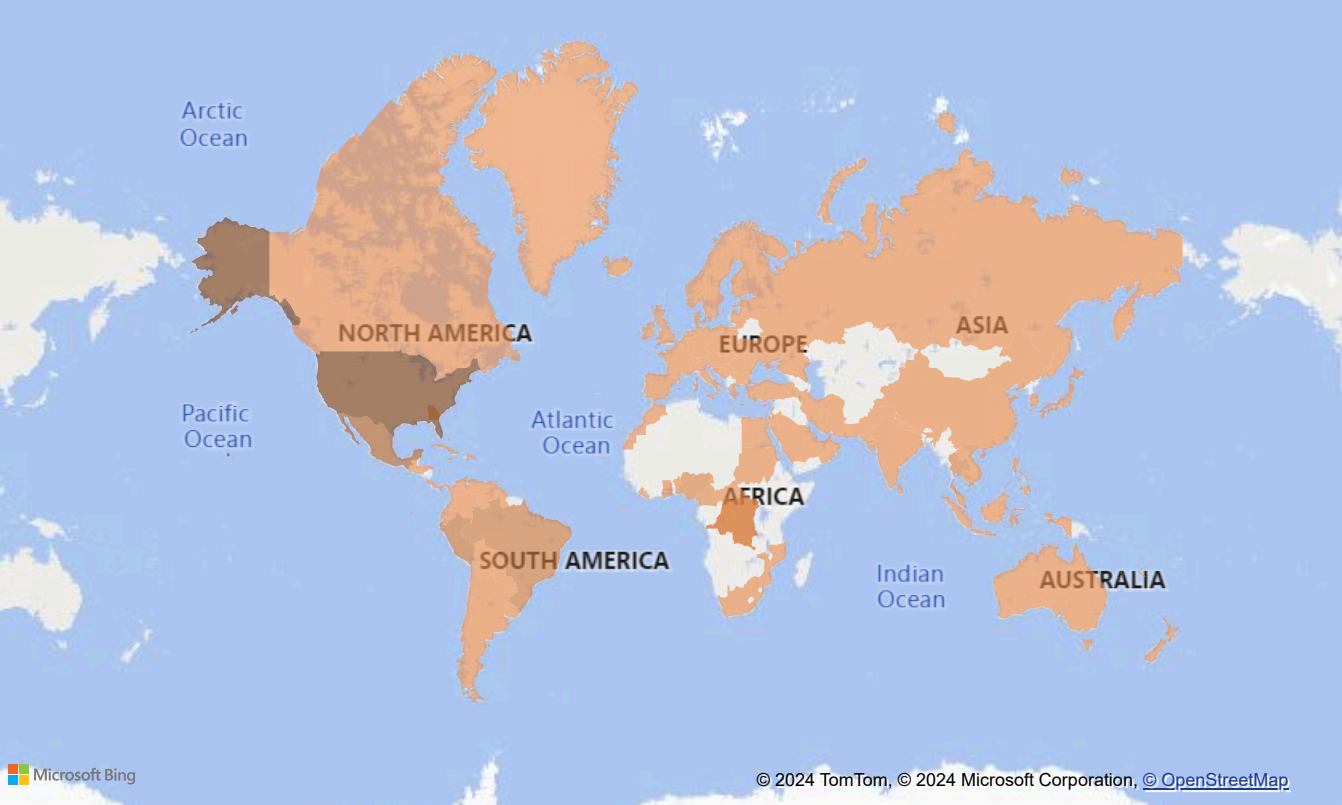 Arctic
Ocean
NORTH AMERICA
EUROPE
ASIA
Pacific
Ocean
Atlantic
Ocean
AFRICA
SOUTH AMERICA
Indian
Ocean
AUSTRALIA
Microsoft Bing
© 2024 TomTom, © 2024 Microsoft Corporation, © OpenStreetMap